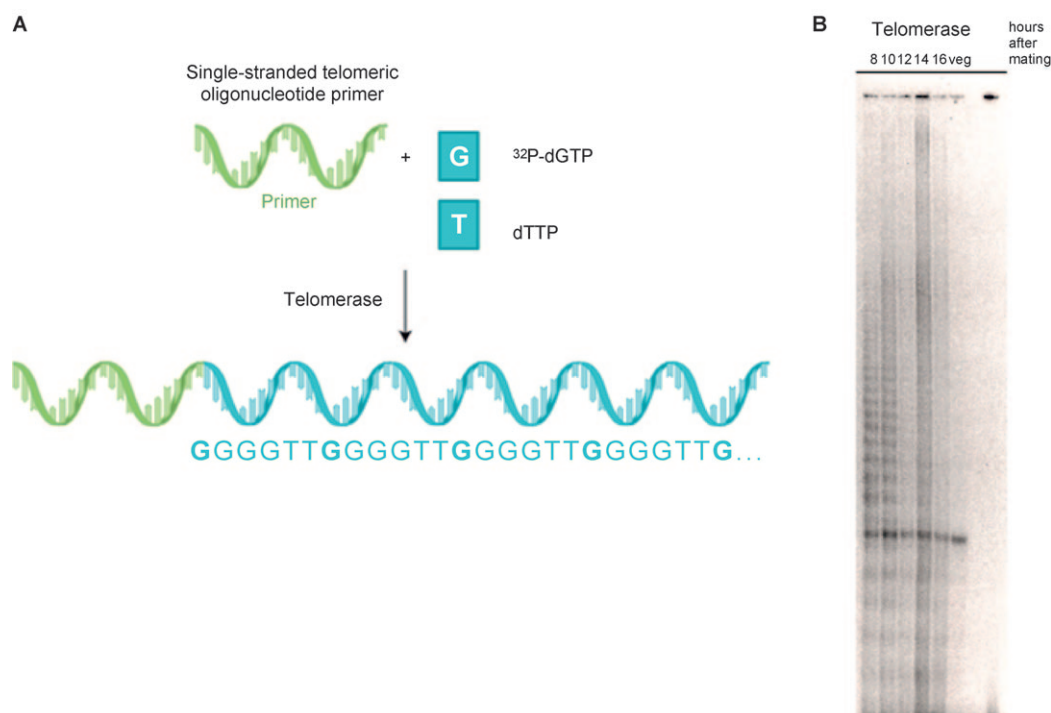 A
Single-stranded telomeric
oligonucleotide primer
Primer
+
G
³²P-dGTP
T
dTTP
Telomerase
GGGGTTGGGGTTGGGGTTGGGGTTG...
B
Telomerase
8 10 12 14 16 veg
hours
after
mating